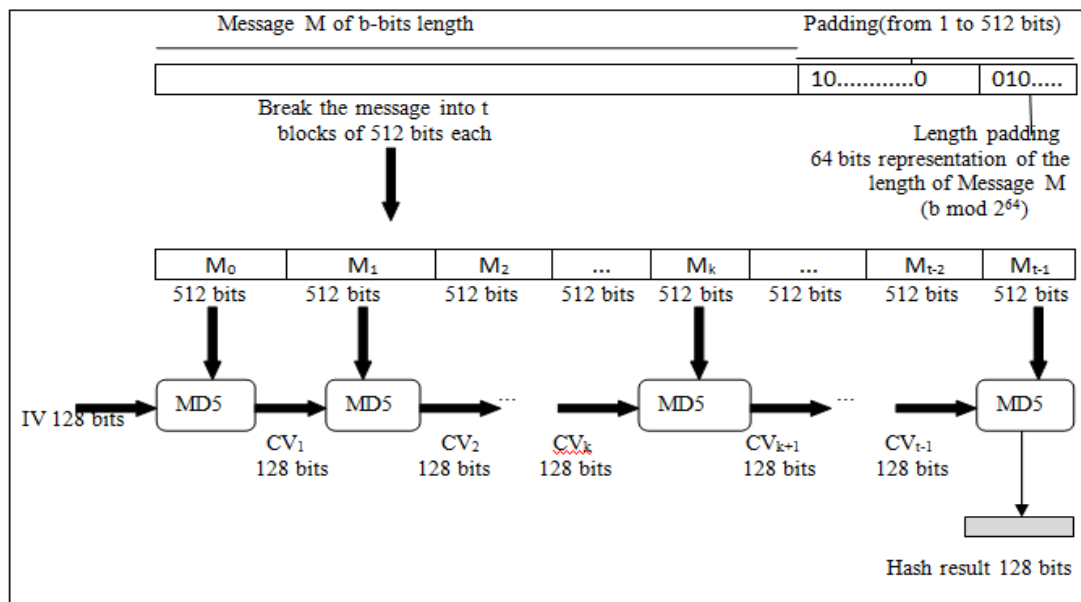 Message M of b-bits length Padding(from 1 to 512 bits)
10............0 010.....
Break the message into t
blocks of 512 bits each
Length padding
64 bits representation of the
length of Message M
(b mod 2⁶⁴)
M₀ M₁ M₂ ... Mₖ ... Mₜ₋₂ Mₜ₋₁
512 bits 512 bits 512 bits 512 bits 512 bits 512 bits 512 bits 512 bits
MD5 MD5 ... MD5 ... MD5
IV 128 bits
CV₁ CV₂ CVₖ CVₖ₊₁ CVₜ₋₁
128 bits 128 bits 128 bits 128 bits 128 bits
Hash result 128 bits